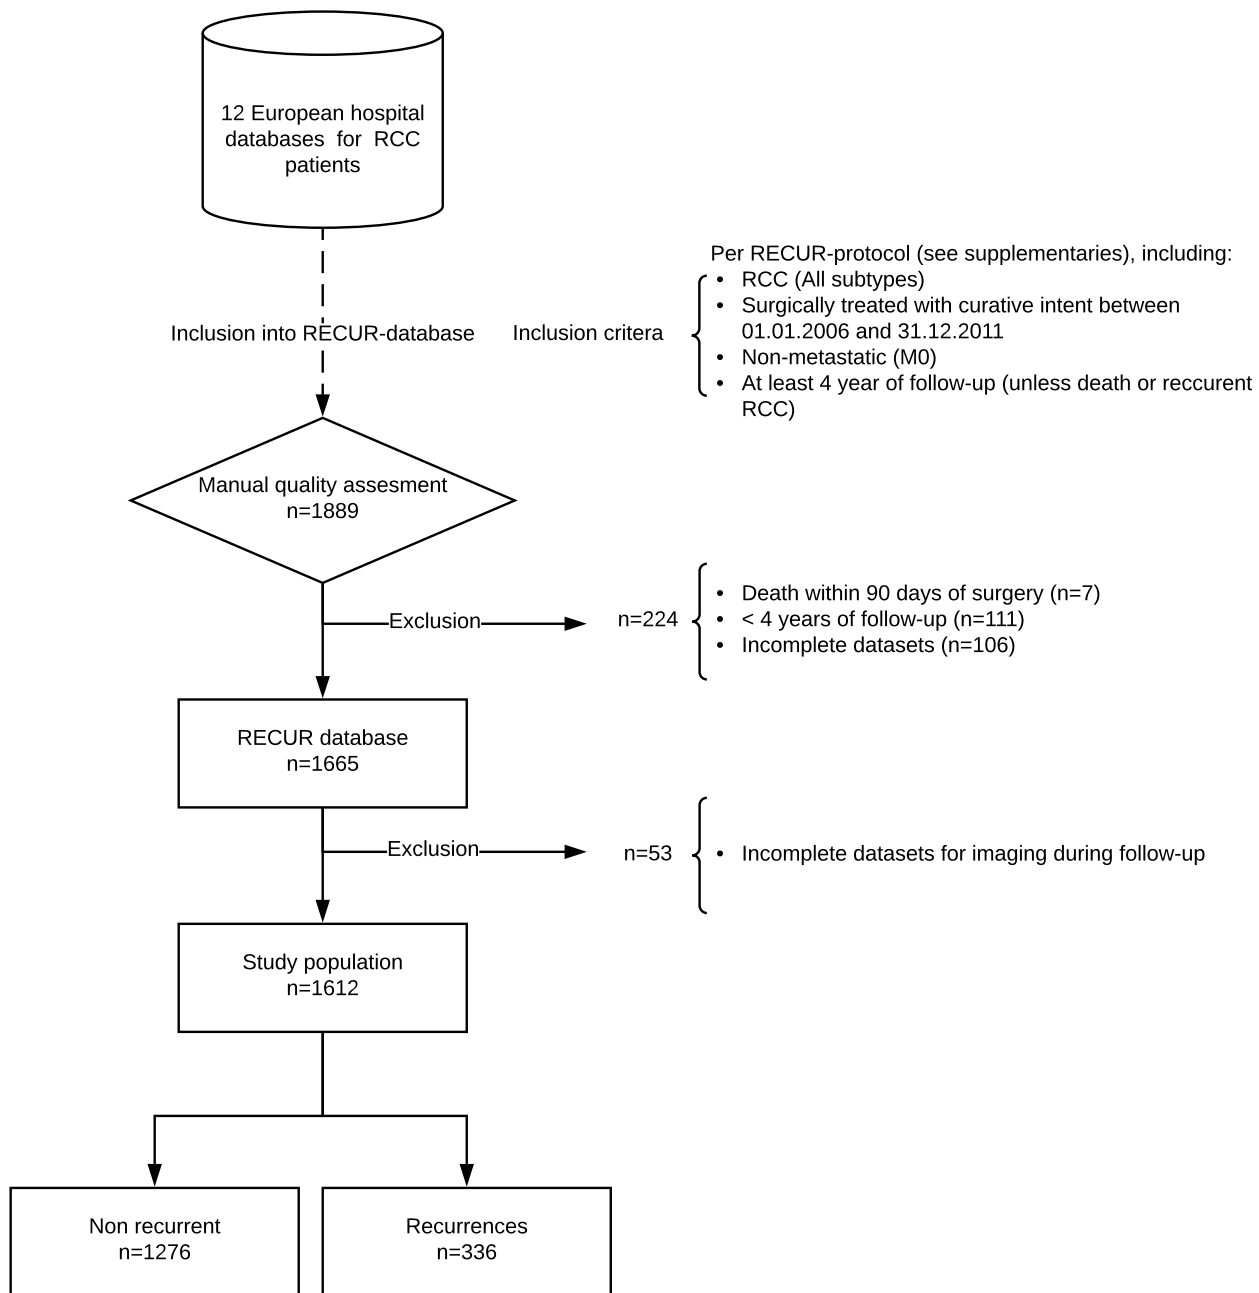 12 European hospital
databases for RCC
patients
Per RECUR-protocol (see supplementaries), including:
• RCC (All subtypes)
• Surgically treated with curative intent between
01.01.2006 and 31.12.2011
• Non-metastatic (M0)
• At least 4 year of follow-up (unless death or reccurent
RCC)
Inclusion into RECUR-database
Inclusion critera
Manual quality assesment
n=1889
Exclusion
n=224
• Death within 90 days of surgery (n=7)
• < 4 years of follow-up (n=111)
• Incomplete datasets (n=106)
RECUR database
n=1665
Exclusion
n=53
• Incomplete datasets for imaging during follow-up
Study population
n=1612
Non recurrent
n=1276
Recurrences
n=336